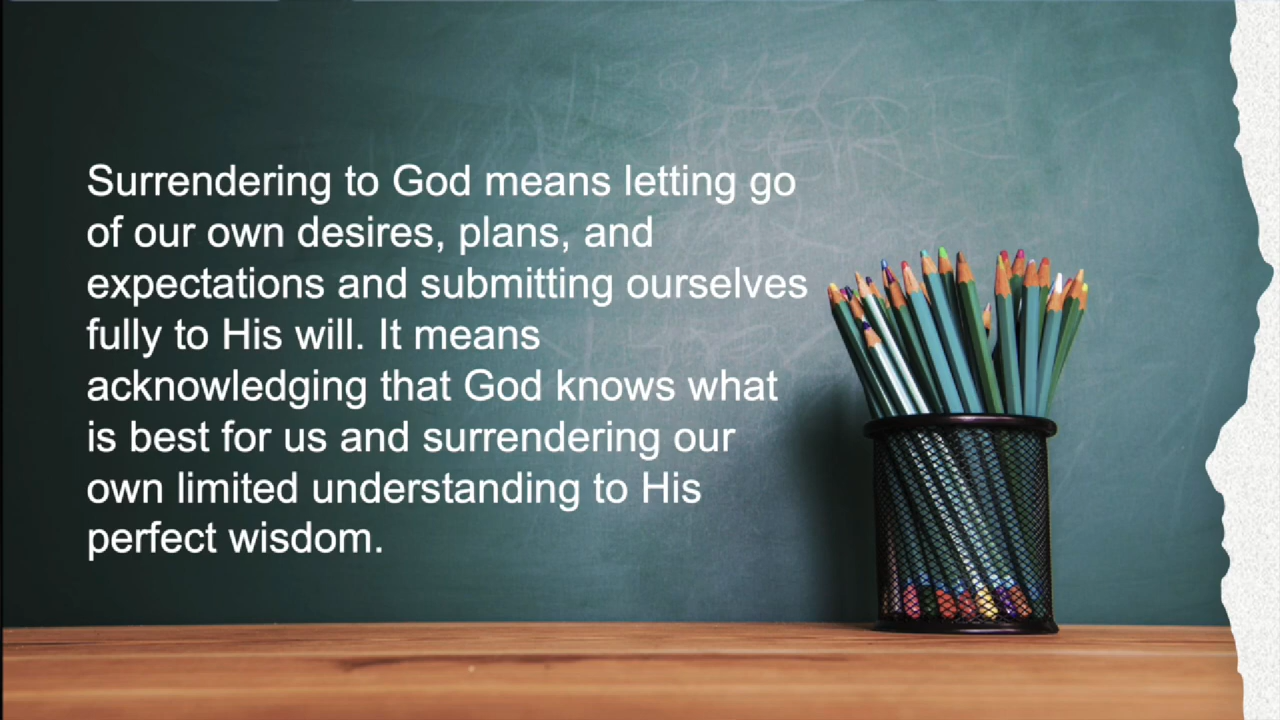 Surrendering to God means letting go
of our own desires, plans, and
expectations and submitting ourselves
fully to His will. It means
acknowledging that God knows what
is best for us and surrendering our
own limited understanding to His
perfect wisdom.